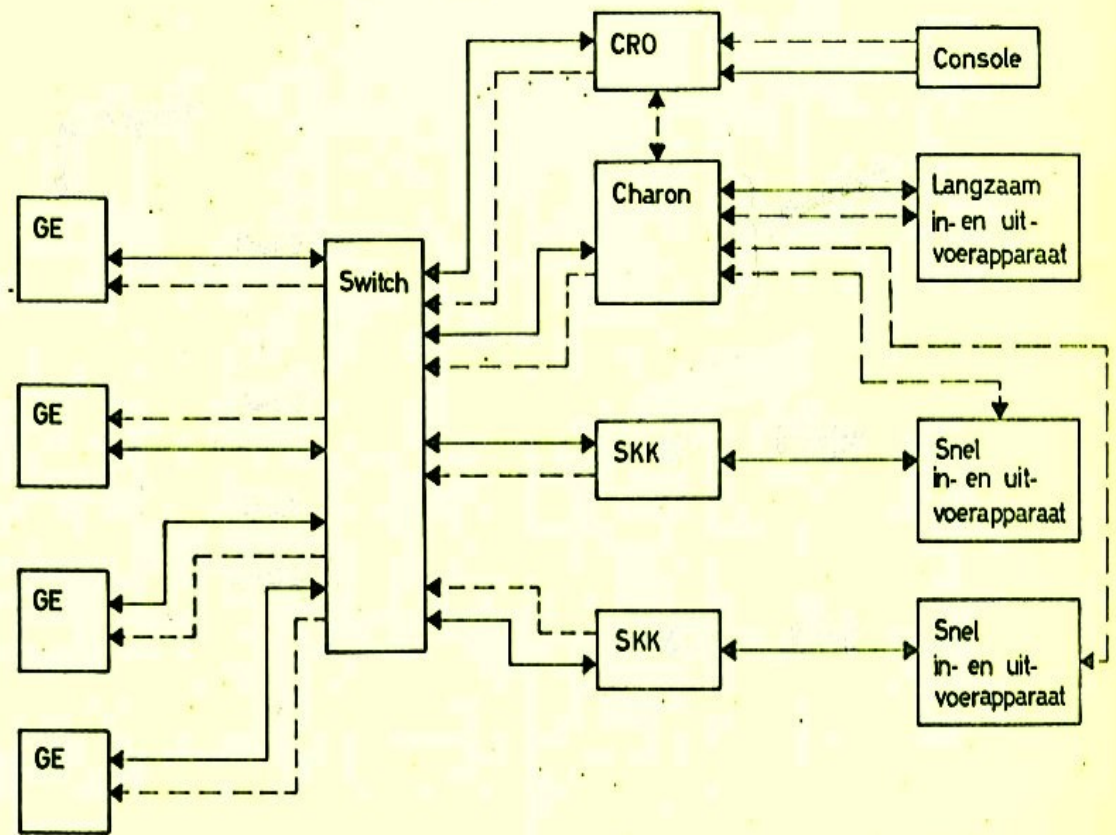 CRO
Console
Charon
Langzaam
in- en uit-
voerapparaat
GE
Switch
GE
SKK
Snel
in- en uit-
voerapparaat
GE
SKK
Snel
in- en uit-
voerapparaat
GE